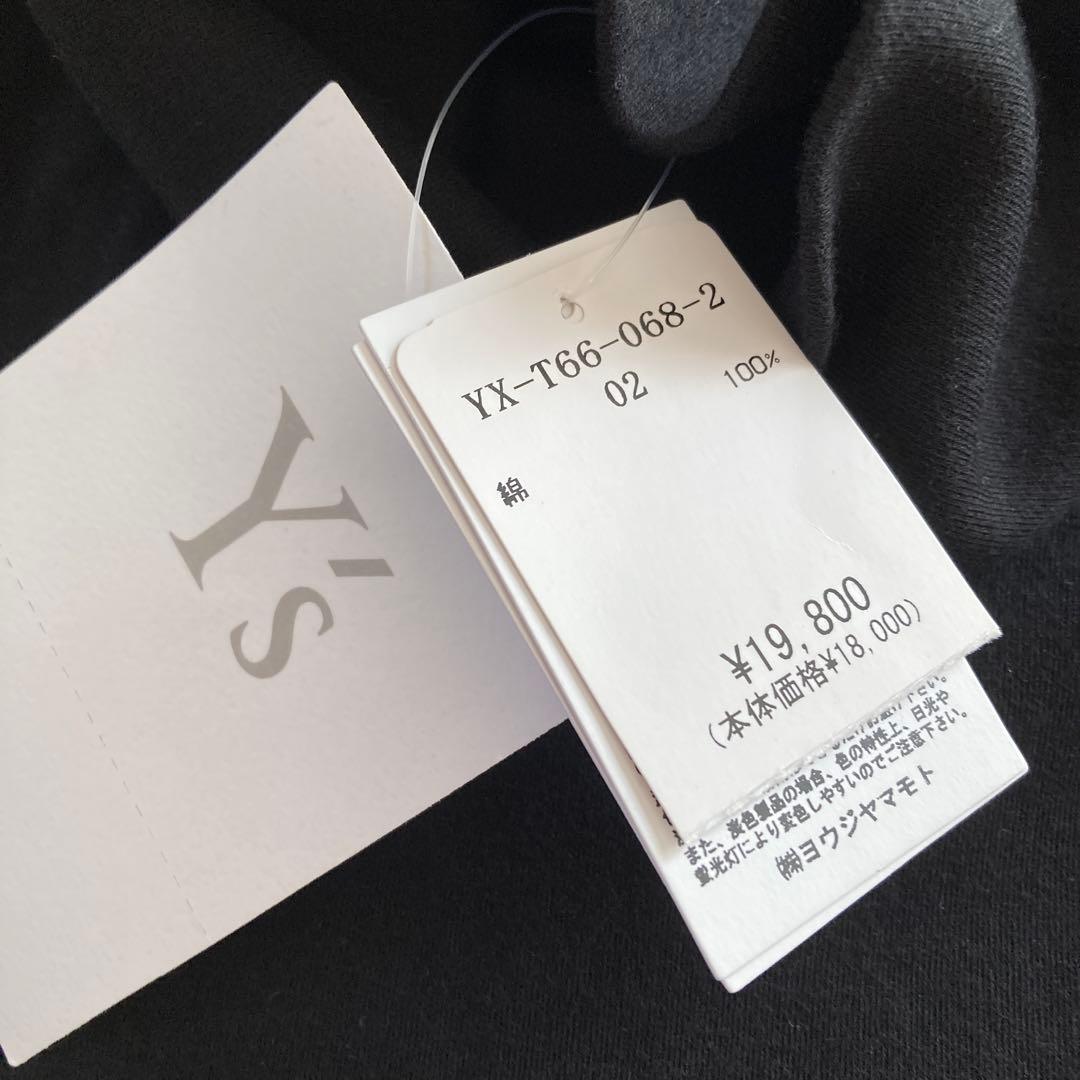 Y's
YX-T66-068-2
02
100%
綿
¥19,800
(本体価格¥18,000)
下さい。
また、淡色製品の場合、色の特性上、日光や
蛍光灯により変色しやすいのでご注意下さい。
㈱ヨウジヤマモト